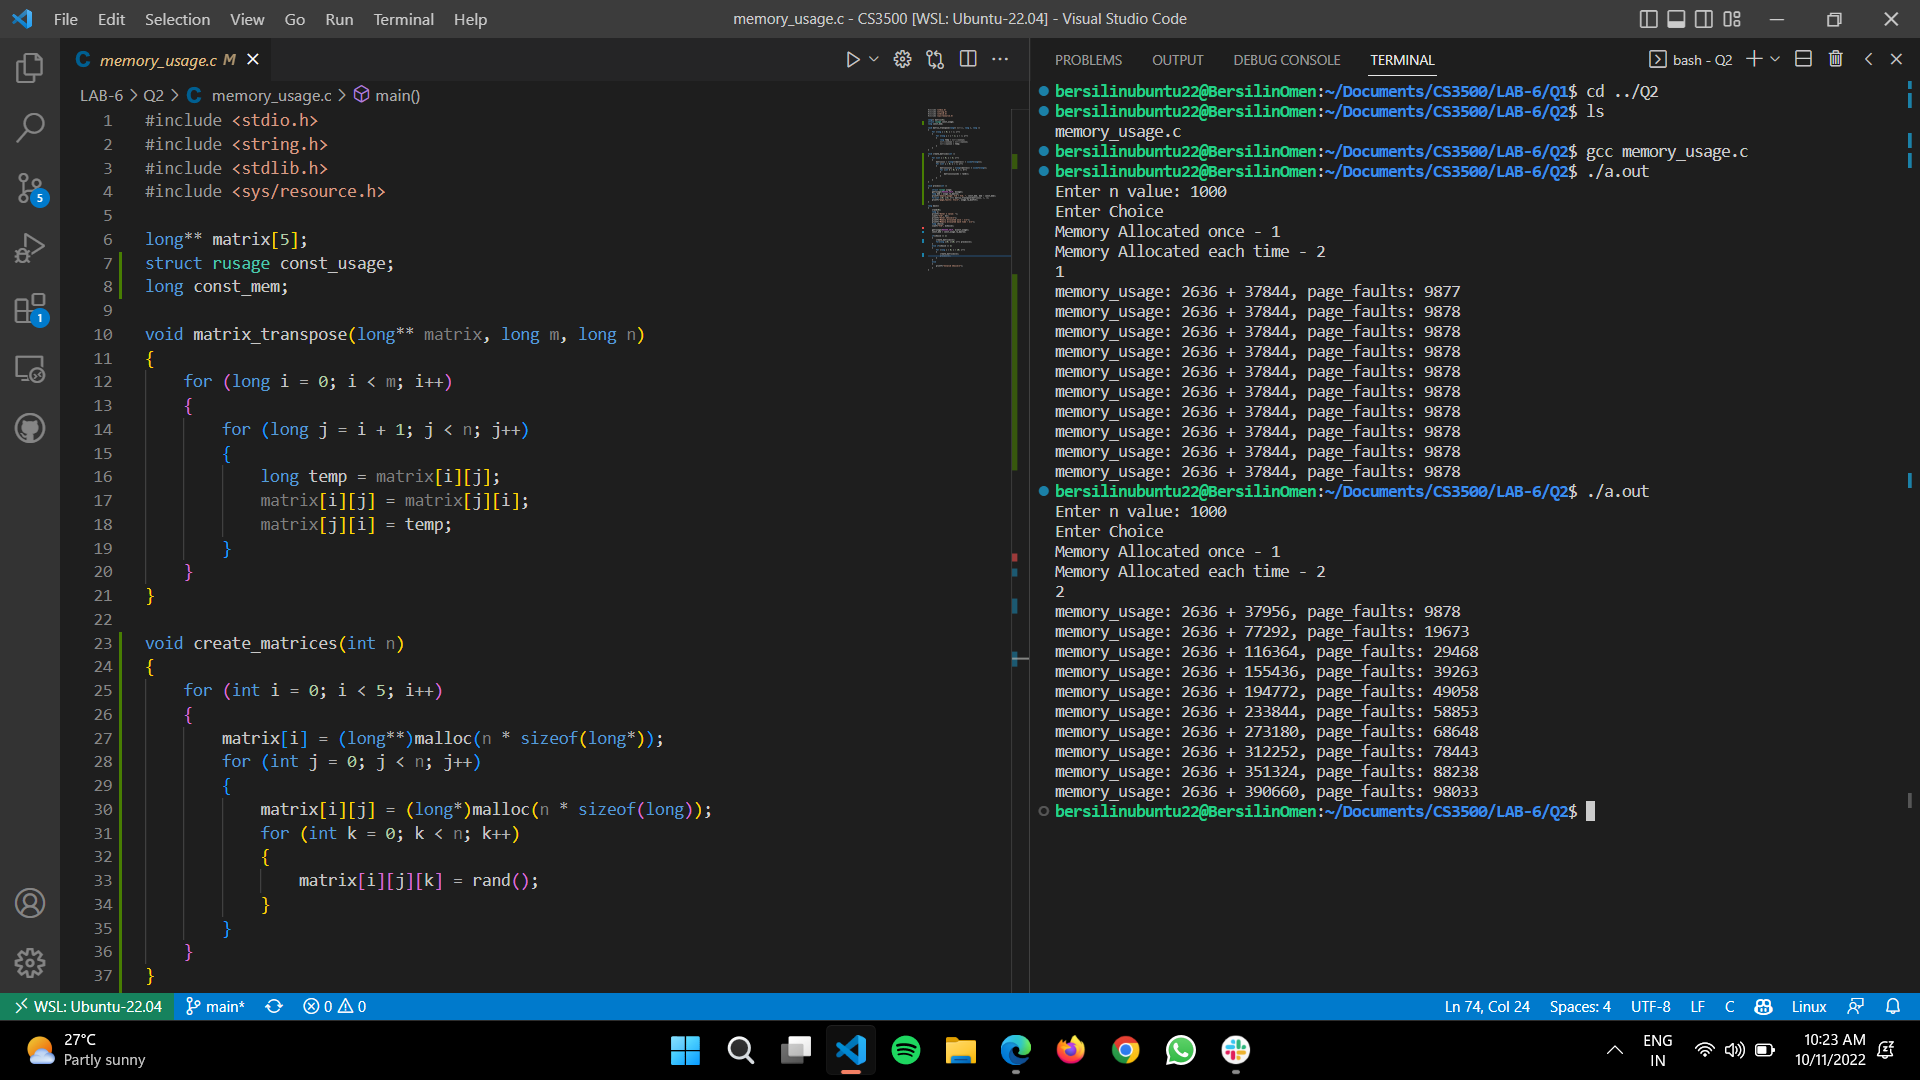 File Edit Selection View Go Run Terminal Help
memory_usage.c - CS3500 [WSL: Ubuntu-22.04] - Visual Studio Code
C memory_usage.c M
LAB-6 > Q2 > C memory_usage.c > main()
1 #include <stdio.h>
2 #include <string.h>
3 #include <stdlib.h>
4 #include <sys/resource.h>
5
6 long** matrix[5];
7 struct rusage const_usage;
8 long const_mem;
9
10 void matrix_transpose(long** matrix, long m, long n)
11 {
12     for (long i = 0; i < m; i++)
13     {
14         for (long j = i + 1; j < n; j++)
15         {
16             long temp = matrix[i][j];
17             matrix[i][j] = matrix[j][i];
18             matrix[j][i] = temp;
19         }
20     }
21 }
22
23 void create_matrices(int n)
24 {
25     for (int i = 0; i < 5; i++)
26     {
27         matrix[i] = (long**)malloc(n * sizeof(long*));
28         for (int j = 0; j < n; j++)
29         {
30             matrix[i][j] = (long*)malloc(n * sizeof(long));
31             for (int k = 0; k < n; k++)
32             {
33                 matrix[i][j][k] = rand();
34             }
35         }
36     }
37 }
5
1
PROBLEMS OUTPUT DEBUG CONSOLE TERMINAL
bash - Q2
bersilinubuntu22@BersilinOmen:~/Documents/CS3500/LAB-6/Q1$ cd ../Q2
bersilinubuntu22@BersilinOmen:~/Documents/CS3500/LAB-6/Q2$ ls
memory_usage.c
bersilinubuntu22@BersilinOmen:~/Documents/CS3500/LAB-6/Q2$ gcc memory_usage.c
bersilinubuntu22@BersilinOmen:~/Documents/CS3500/LAB-6/Q2$ ./a.out
Enter n value: 1000
Enter Choice
Memory Allocated once - 1
Memory Allocated each time - 2
1
memory_usage: 2636 + 37844, page_faults: 9877
memory_usage: 2636 + 37844, page_faults: 9878
memory_usage: 2636 + 37844, page_faults: 9878
memory_usage: 2636 + 37844, page_faults: 9878
memory_usage: 2636 + 37844, page_faults: 9878
memory_usage: 2636 + 37844, page_faults: 9878
memory_usage: 2636 + 37844, page_faults: 9878
memory_usage: 2636 + 37844, page_faults: 9878
memory_usage: 2636 + 37844, page_faults: 9878
memory_usage: 2636 + 37844, page_faults: 9878
bersilinubuntu22@BersilinOmen:~/Documents/CS3500/LAB-6/Q2$ ./a.out
Enter n value: 1000
Enter Choice
Memory Allocated once - 1
Memory Allocated each time - 2
2
memory_usage: 2636 + 37956, page_faults: 9878
memory_usage: 2636 + 77292, page_faults: 19673
memory_usage: 2636 + 116364, page_faults: 29468
memory_usage: 2636 + 155436, page_faults: 39263
memory_usage: 2636 + 194772, page_faults: 49058
memory_usage: 2636 + 233844, page_faults: 58853
memory_usage: 2636 + 273180, page_faults: 68648
memory_usage: 2636 + 312252, page_faults: 78443
memory_usage: 2636 + 351324, page_faults: 88238
memory_usage: 2636 + 390660, page_faults: 98033
bersilinubuntu22@BersilinOmen:~/Documents/CS3500/LAB-6/Q2$
WSL: Ubuntu-22.04 main* 0 0
Ln 74, Col 24 Spaces: 4 UTF-8 LF C Linux
27°C
Partly sunny
ENG
IN
10:23 AM
10/11/2022